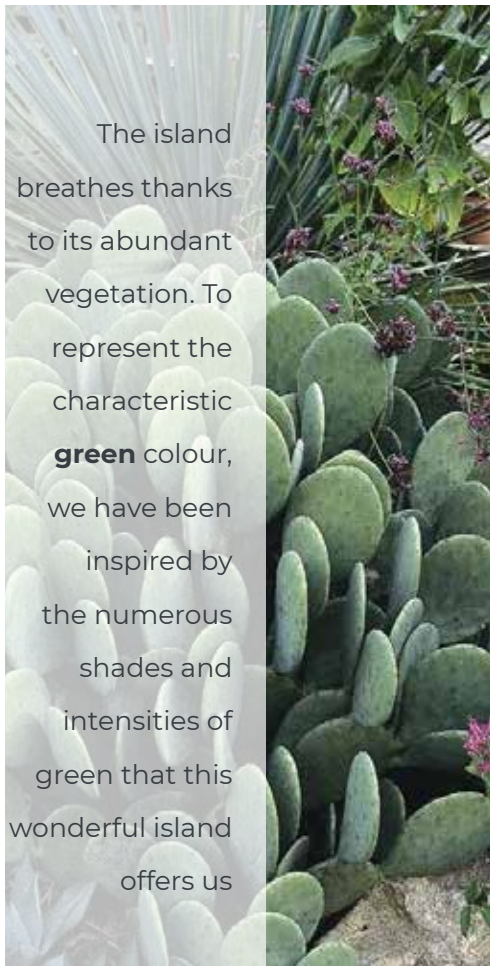 The island
breathes thanks
to its abundant
vegetation. To
represent the
characteristic
green colour,
we have been
inspired by
the numerous
shades and
intensities of
green that this
wonderful island
offers us